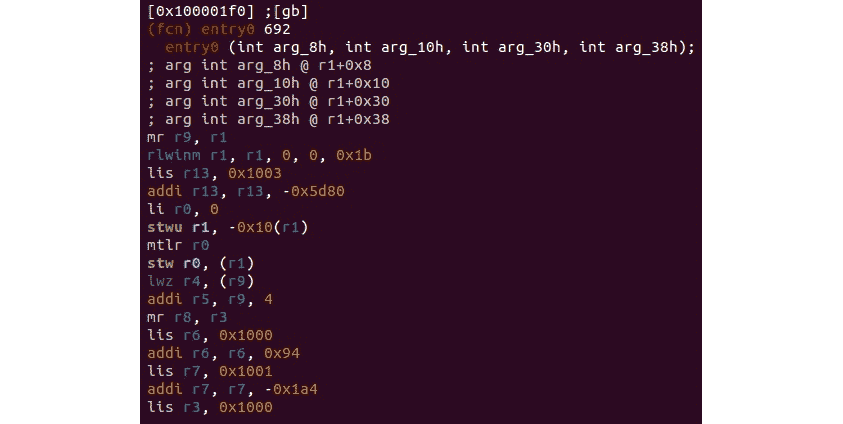 [0x100001f0] ;[gb]
(fcn) entry0 692
entry0 (int arg_8h, int arg_10h, int arg_30h, int arg_38h);
; arg int arg_8h @ r1+0x8
; arg int arg_10h @ r1+0x10
; arg int arg_30h @ r1+0x30
; arg int arg_38h @ r1+0x38
mr r9, r1
rlwinm r1, r1, 0, 0, 0x1b
lis r13, 0x1003
addi r13, r13, -0x5d80
li r0, 0
stwu r1, -0x10(r1)
mtlr r0
stw r0, (r1)
lwz r4, (r9)
addi r5, r9, 4
mr r8, r3
lis r6, 0x1000
addi r6, r6, 0x94
lis r7, 0x1001
addi r7, r7, -0x1a4
lis r3, 0x1000